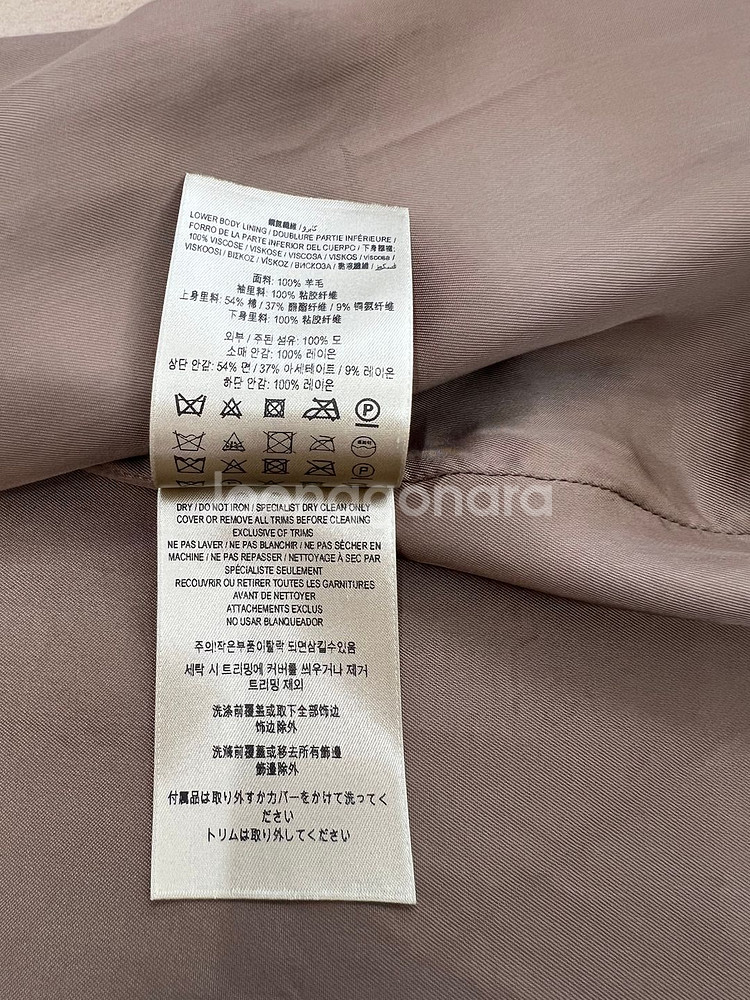 銅氨纖維 / كابرو
LOWER BODY LINING / DOUBLURE PARTIE INFÉRIEURE /
FORRO DE LA PARTE INFERIOR DEL CUERPO / 下身裡襯:
100% VISCOSE / VISKOSE / VISCOSA / VISKOS / viscosa /
VISKOOSI / ΒΙΣΚΟΖ / VİSKOZ / ВИСКОЗА / 黏液纖維 / فسكوز
面料: 100% 羊毛
袖里料: 100% 粘胶纤维
上身里料: 54% 棉 / 37% 醋酯纤维 / 9% 铜氨纤维
下身里料: 100% 粘胶纤维
외부 / 주된 섬유: 100% 모
소매 안감: 100% 레이온
상단 안감: 54% 면 / 37% 아세테이트 / 9% 레이온
하단 안감: 100% 레이온
P
joonggonara
DRY / DO NOT IRON / SPECIALIST DRY CLEAN ONLY
COVER OR REMOVE ALL TRIMS BEFORE CLEANING
EXCLUSIVE OF TRIMS
NE PAS LAVER / NE PAS BLANCHIR / NE PAS SÉCHER EN
MACHINE / NE PAS REPASSER / NETTOYAGE À SEC PAR
SPÉCIALISTE SEULEMENT
RECOUVRIR OU RETIRER TOUTES LES GARNITURES
AVANT DE NETTOYER
ATTACHEMENTS EXCLUS
NO USAR BLANQUEADOR
주의!작은부품이탈락 되면삼킬수있음
세탁 시 트리밍에 커버를 씌우거나 제거
트리밍 제외
洗涤前覆盖或取下全部饰边
饰边除外
洗滌前覆蓋或移去所有飾邊
飾邊除外
付属品は取り外すかカバーをかけて洗ってく
ださい
トリムは取り外してください